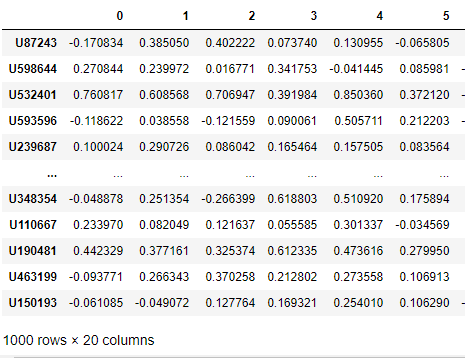 0 1 2 3 4 5
U87243 -0.170834 0.385050 0.402222 0.073740 0.130955 -0.065805
U598644 0.270844 0.239972 0.016771 0.341753 -0.041445 0.085981 -
U532401 0.760817 0.608568 0.706947 0.391984 0.850360 0.372120 -
U593596 -0.118622 0.038558 -0.121559 0.090061 0.505711 0.212203 -
U239687 0.100024 0.290726 0.086042 0.165464 0.157505 0.083564
... ... ... ... ... ... ...
U348354 -0.048878 0.251354 -0.266399 0.618803 0.510920 0.175894
U110667 0.233970 0.082049 0.121637 0.055585 0.301337 -0.034569
U190481 0.442329 0.377161 0.325374 0.612335 0.473616 0.279950
U463199 -0.093771 0.266343 0.370258 0.212802 0.273558 0.106913
U150193 -0.061085 -0.049072 0.127764 0.169321 0.254010 0.106290 -
1000 rows × 20 columns